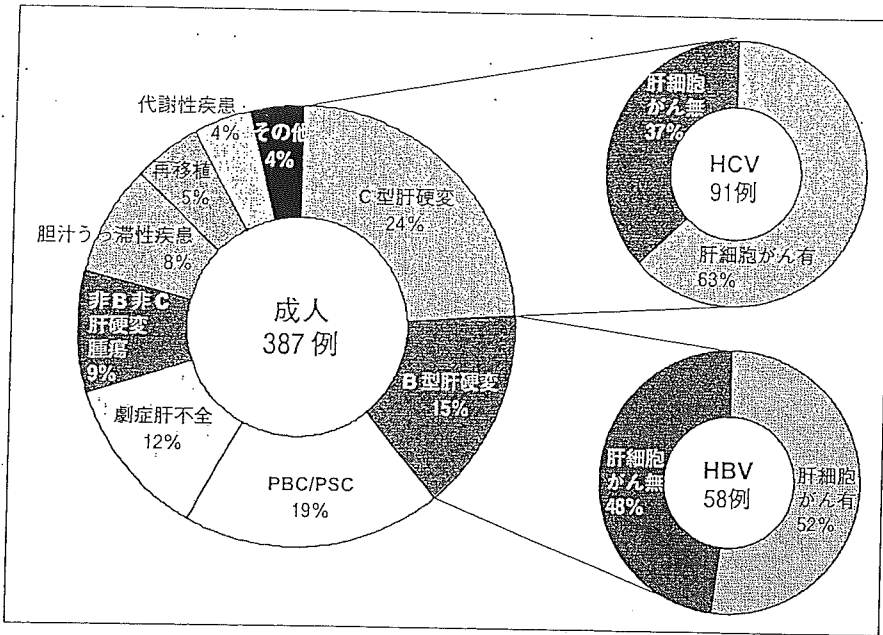 代謝性疾患
4%
その他
4%
再移植
5%
胆汁うっ滞性疾患
8%
非B非C
肝硬変
腫瘍
9%
劇症肝不全
12%
PBC/PSC
19%
B型肝硬変
15%
C型肝硬変
24%
成人
387例
肝細胞
がん無
37%
HCV
91例
肝細胞がん有
63%
肝細胞
がん無
48%
HBV
58例
肝細胞
がん有
52%